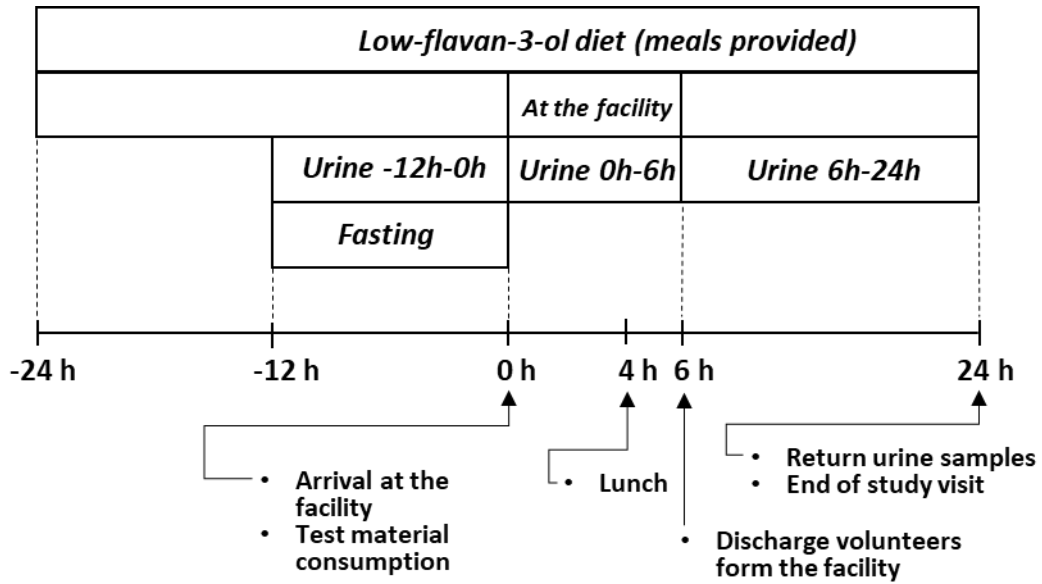 Low-flavan-3-ol diet (meals provided)
At the facility
Urine -12h-0h
Urine 0h-6h
Urine 6h-24h
Fasting
-24 h
-12 h
0 h
4 h
6 h
24 h
• Arrival at the
facility
• Test material
consumption
• Lunch
• Return urine samples
• End of study visit
• Discharge volunteers
form the facility